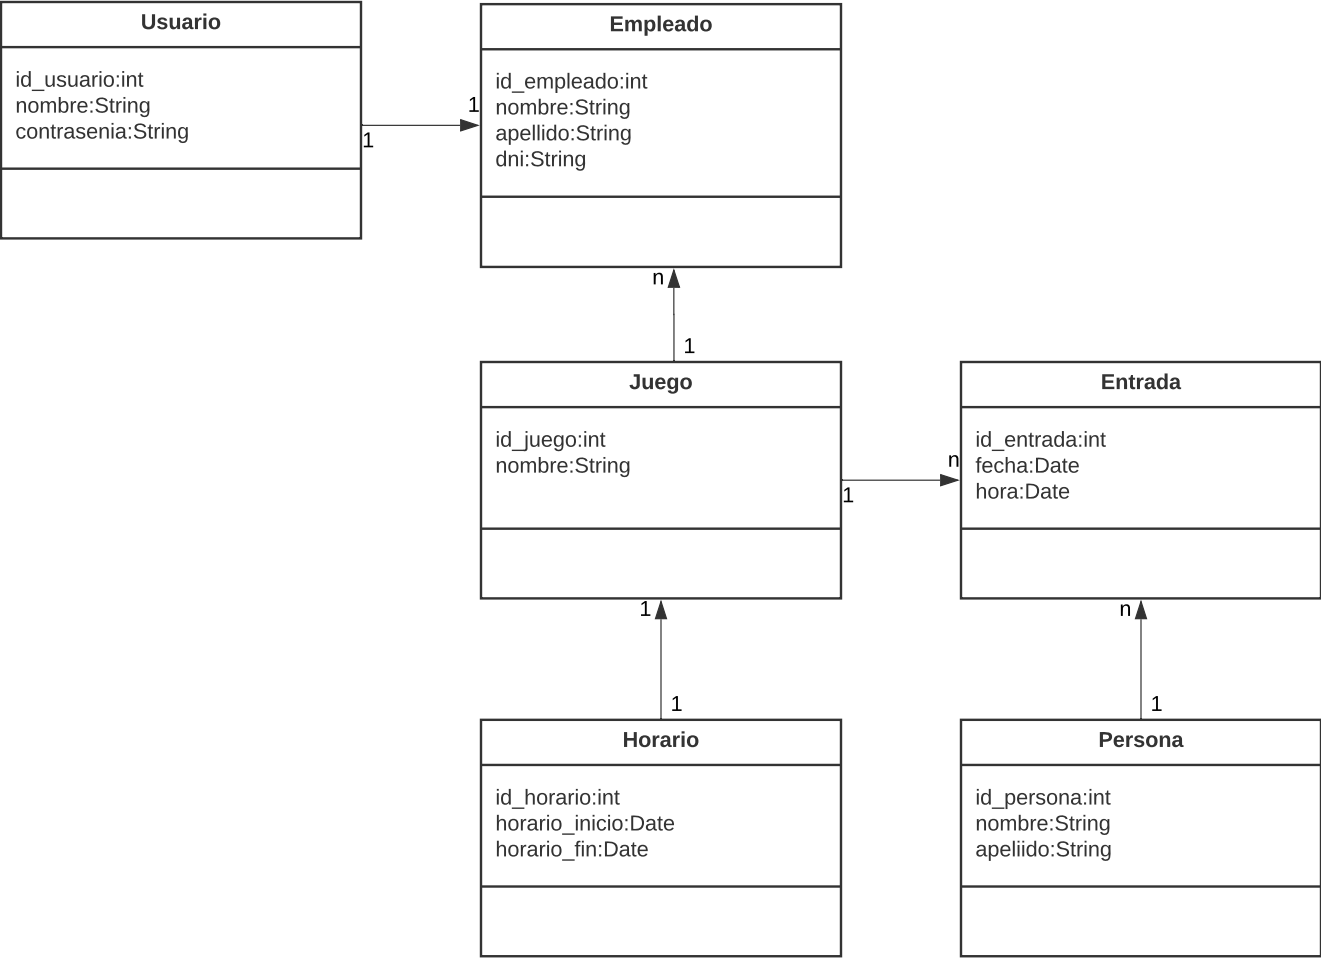 Usuario
id_usuario:int
nombre:String
contrasenia:String
1
1
Empleado
id_empleado:int
nombre:String
apellido:String
dni:String
n
1
Juego
id_juego:int
nombre:String
1
n
Entrada
id_entrada:int
fecha:Date
hora:Date
1
1
Horario
id_horario:int
horario_inicio:Date
horario_fin:Date
n
1
Persona
id_persona:int
nombre:String
apeliido:String